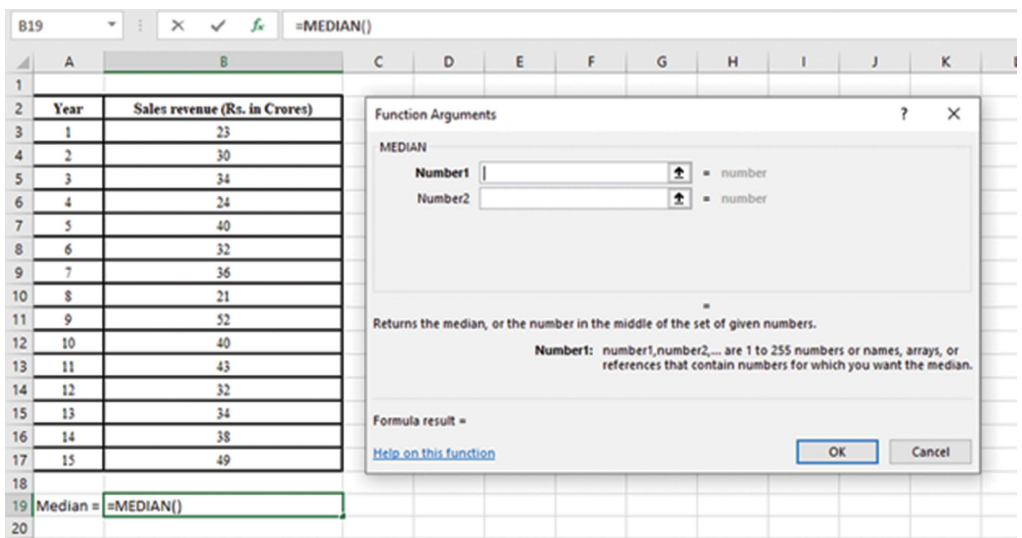 B19 fx =MEDIAN()
A B C D E F G H I J K
1
2 Year Sales revenue (Rs. in Crores)
3 1 23
4 2 30
5 3 34
6 4 24
7 5 40
8 6 32
9 7 36
10 8 21
11 9 52
12 10 40
13 11 43
14 12 32
15 13 34
16 14 38
17 15 49
18
19 Median = =MEDIAN()
20
Function Arguments ? ×
MEDIAN
Number1 = number
Number2 = number
=
Returns the median, or the number in the middle of the set of given numbers.
Number1: number1,number2,... are 1 to 255 numbers or names, arrays, or
references that contain numbers for which you want the median.
Formula result =
Help on this function OK Cancel